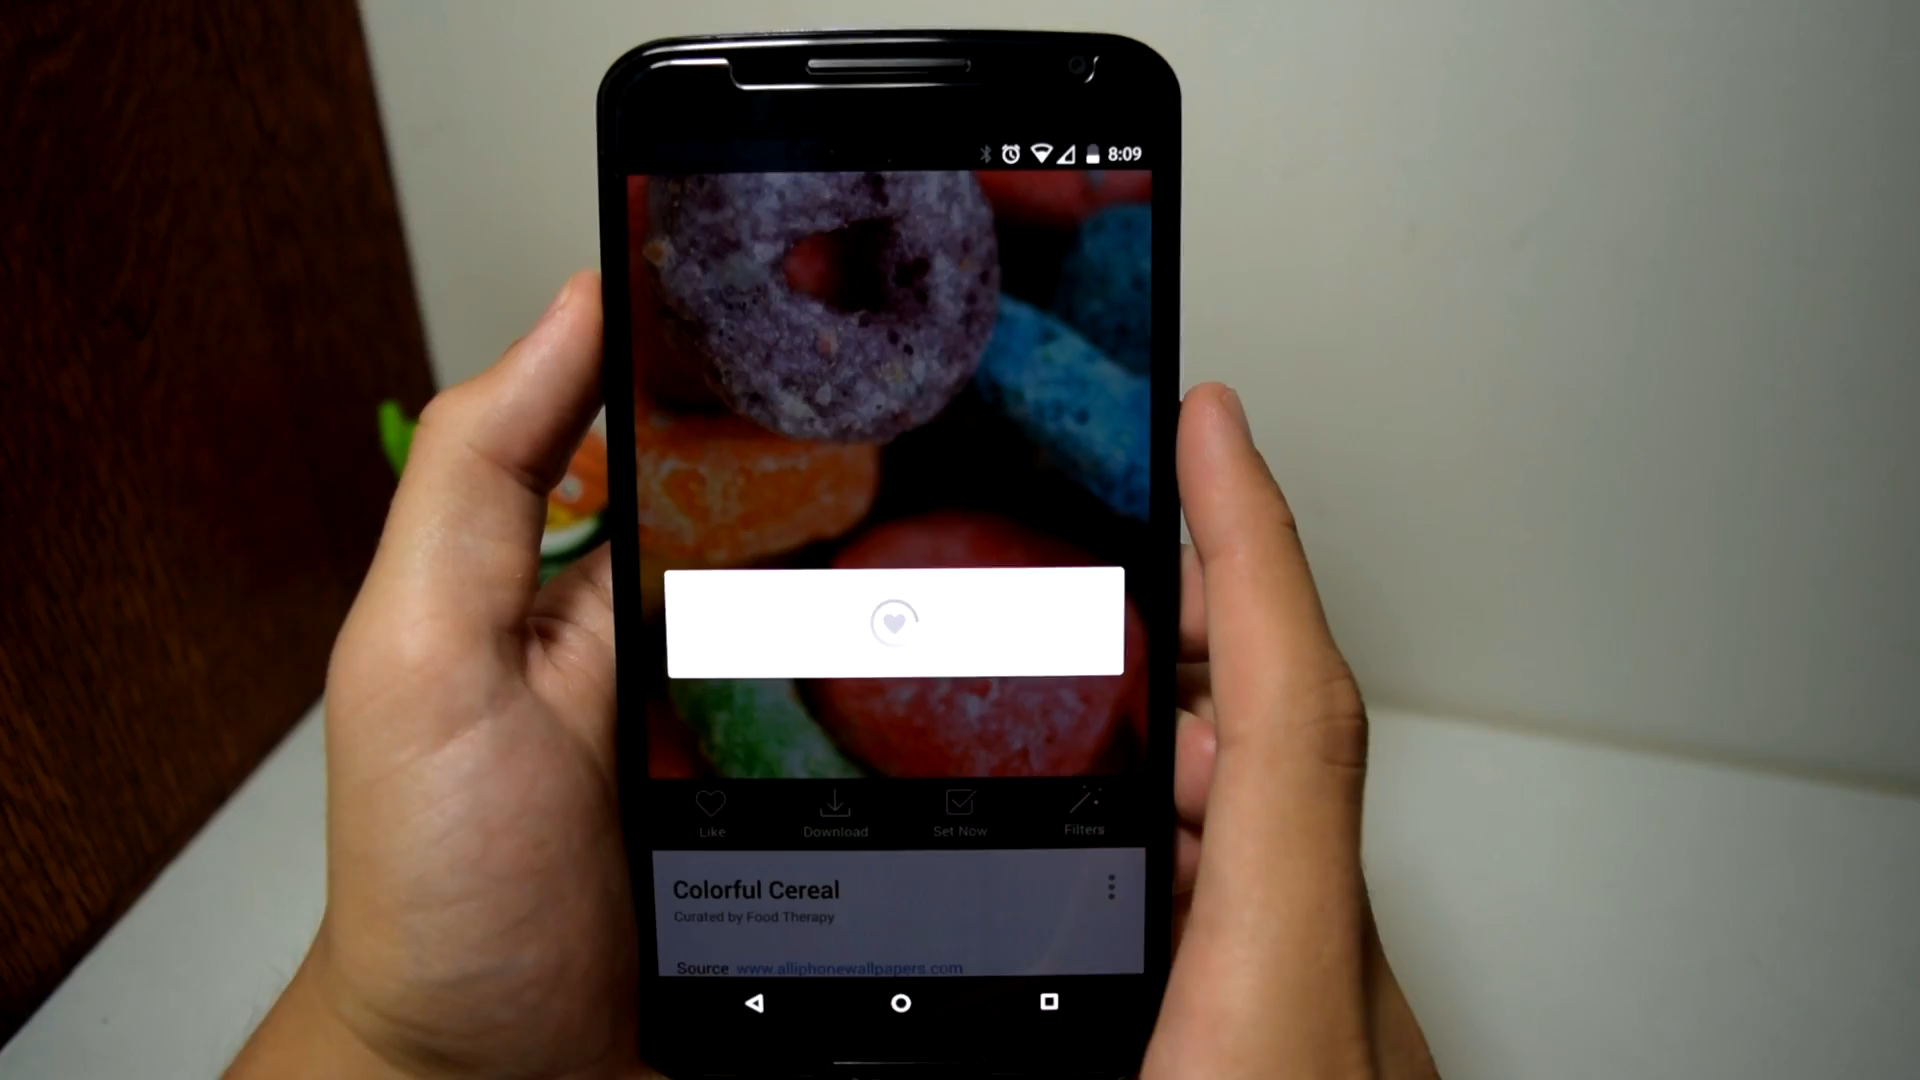 8:09
Like Download Set Now Filters
Colorful Cereal
Curated by Food Therapy
Source www.alliphonewallpapers.com